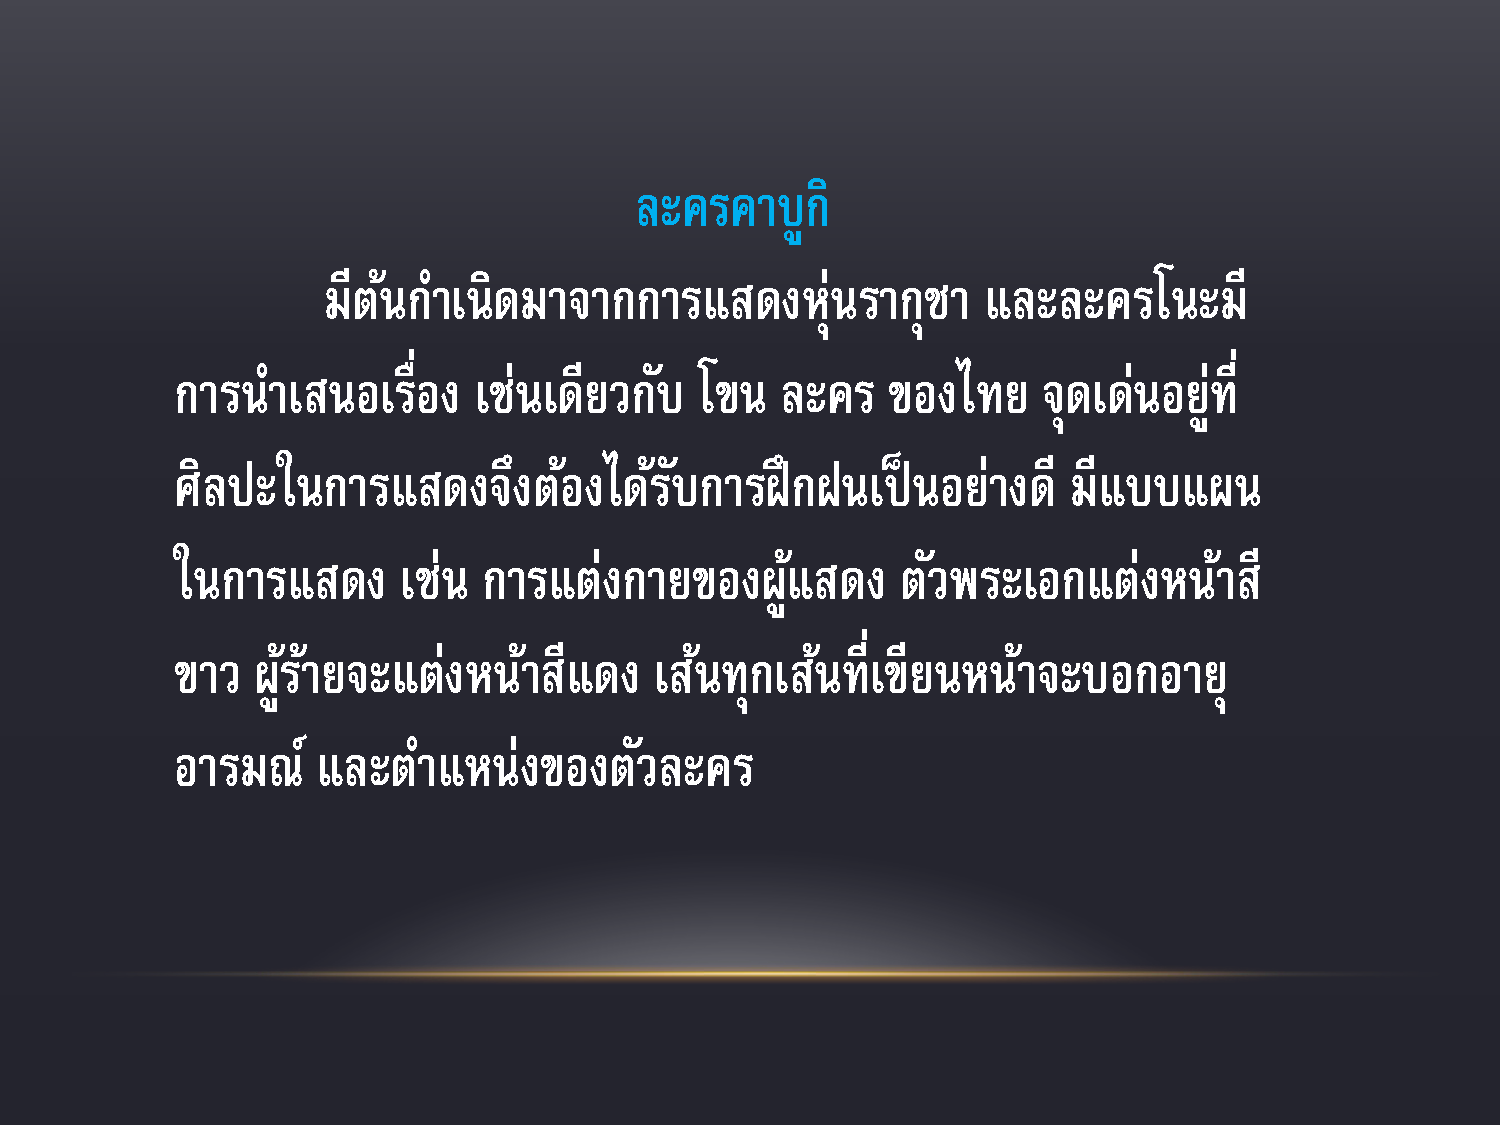 ละครคาบูกิ
มีต้นกำเนิดมาจากการแสดงหุ่นรากุชา และละครโนะมี
การนำเสนอเรื่อง เช่นเดียวกับ โขน ละคร ของไทย จุดเด่นอยู่ที่
ศิลปะในการแสดงจึงต้องได้รับการฝึกฝนเป็นอย่างดี มีแบบแผน
ในการแสดง เช่น การแต่งกายของผู้แสดง ตัวพระเอกแต่งหน้าสี
ขาว ผู้ร้ายจะแต่งหน้าสีแดง เส้นทุกเส้นที่เขียนหน้าจะบอกอายุ
อารมณ์ และตำแหน่งของตัวละคร